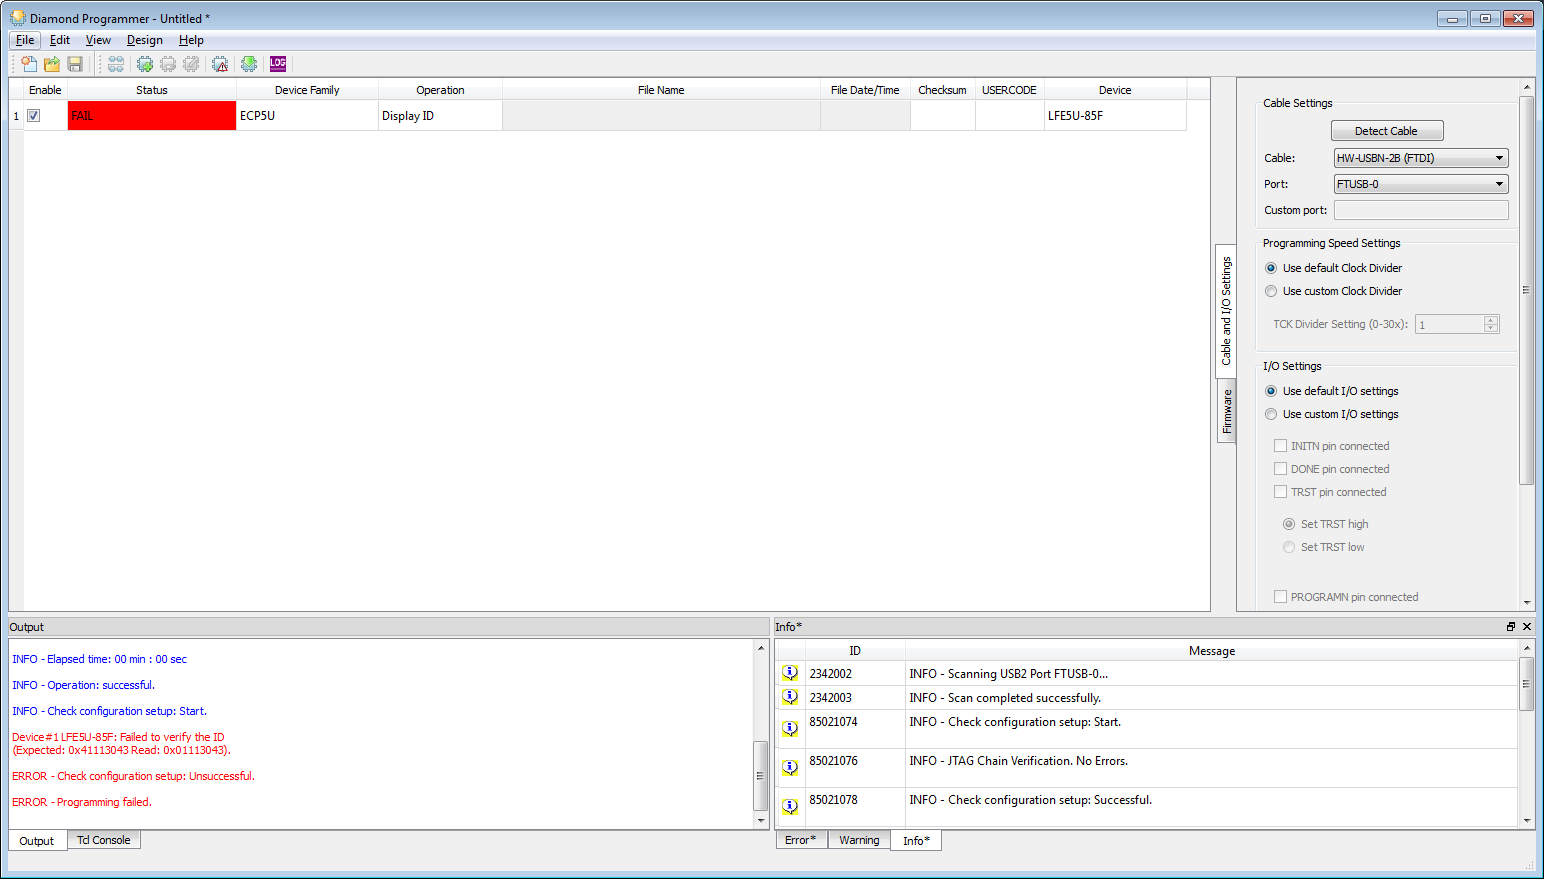 Diamond Programmer - Untitled *
File Edit View Design Help
LOG
Enable Status Device Family Operation File Name File Date/Time Checksum USERCODE Device
1 FAIL ECP5U Display ID LFE5U-85F
Cable and I/O Settings
Firmware
Cable Settings
Detect Cable
Cable: HW-USBN-2B (FTDI)
Port: FTUSB-0
Custom port:
Programming Speed Settings
Use default Clock Divider
Use custom Clock Divider
TCK Divider Setting (0-30x): 1
I/O Settings
Use default I/O settings
Use custom I/O settings
INITN pin connected
DONE pin connected
TRST pin connected
Set TRST high
Set TRST low
PROGRAMN pin connected
Output
INFO - Elapsed time: 00 min : 00 sec
INFO - Operation: successful.
INFO - Check configuration setup: Start.
Device#1 LFE5U-85F: Failed to verify the ID
(Expected: 0x41113043 Read: 0x01113043).
ERROR - Check configuration setup: Unsuccessful.
ERROR - Programming failed.
Output Tcl Console
Info*
ID Message
2342002 INFO - Scanning USB2 Port FTUSB-0...
2342003 INFO - Scan completed successfully.
85021074 INFO - Check configuration setup: Start.
85021076 INFO - JTAG Chain Verification. No Errors.
85021078 INFO - Check configuration setup: Successful.
Error* Warning Info*